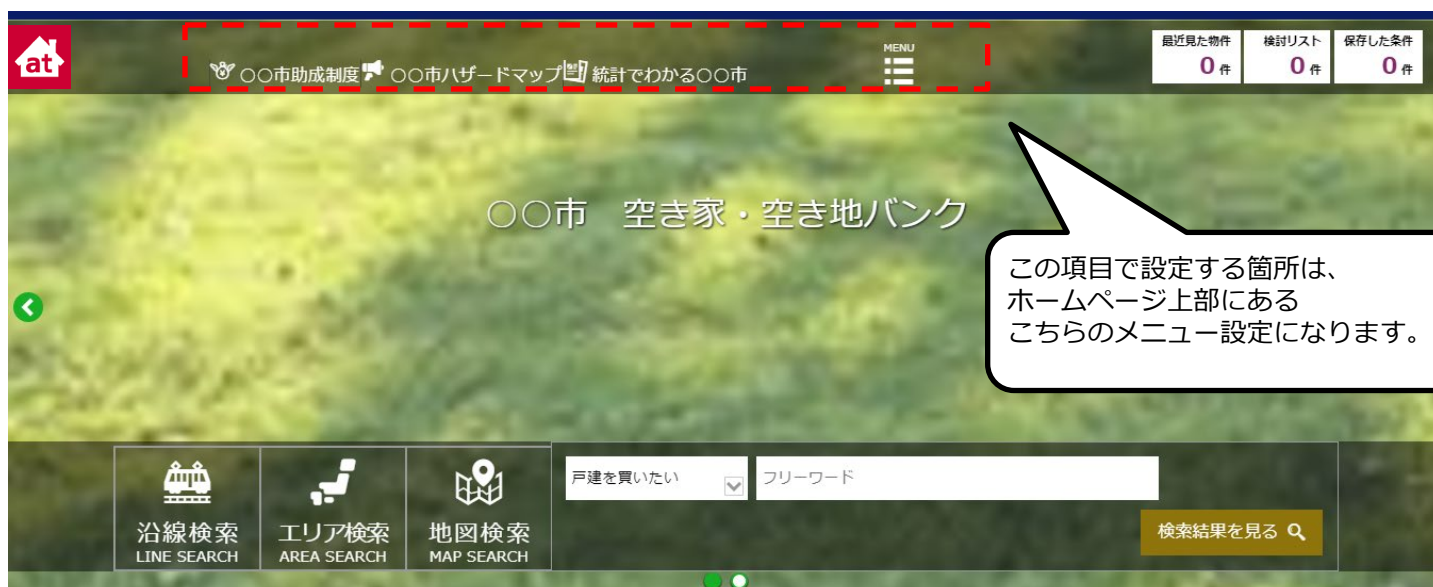 at
○○市助成制度 ○○市ハザードマップ 統計でわかる○○市
MENU
最近見た物件
0 件
検討リスト
0 件
保存した条件
0 件
○○市 空き家・空き地バンク
この項目で設定する箇所は、
ホームページ上部にある
こちらのメニュー設定になります。
沿線検索
LINE SEARCH
エリア検索
AREA SEARCH
地図検索
MAP SEARCH
戸建を買いたい
フリーワード
検索結果を見る